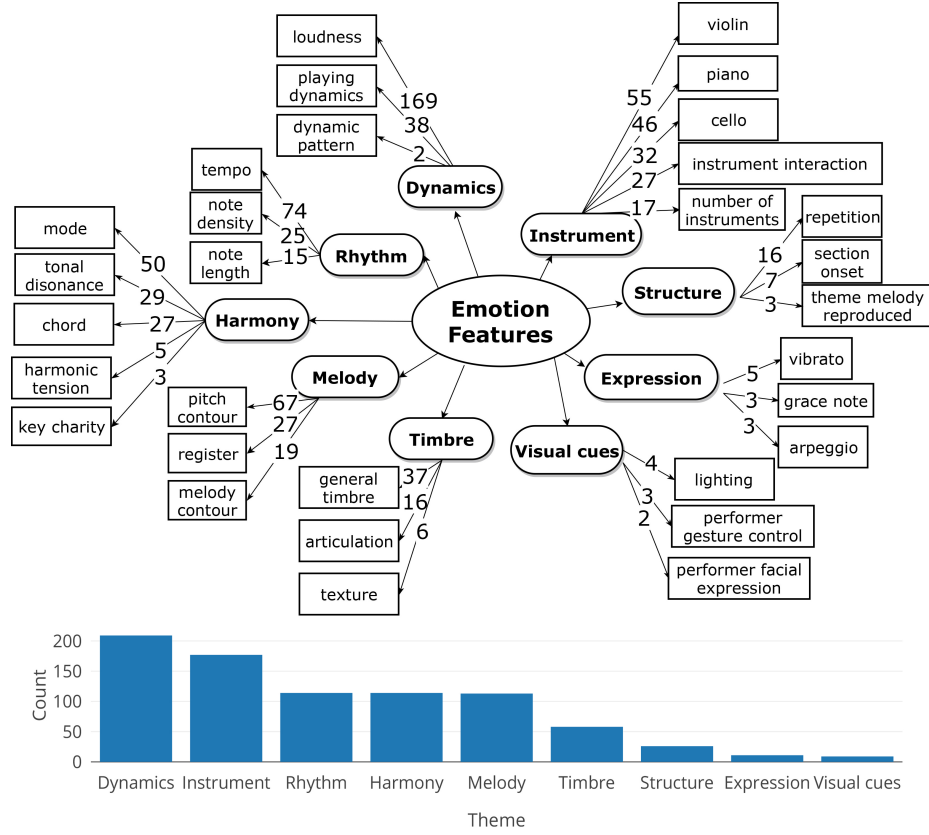 loudness
playing
dynamics
dynamic
pattern
169
38
2
Dynamics
violin
piano
cello
instrument interaction
number of
instruments
55
46
32
27
17
Instrument
tempo
note
density
note
length
74
25
15
Rhythm
repetition
section
onset
theme melody
reproduced
16
7
3
Structure
mode
tonal
disonance
chord
harmonic
tension
key charity
50
29
27
5
3
Harmony
Emotion
Features
Melody
pitch
contour
register
melody
contour
67
27
19
Expression
vibrato
grace note
arpeggio
5
3
3
Timbre
general
timbre
articulation
texture
37
16
6
Visual cues
lighting
performer
gesture control
performer facial
expression
4
3
2
Count
200
150
100
50
0
Dynamics Instrument Rhythm Harmony Melody Timbre Structure Expression Visual cues
Theme